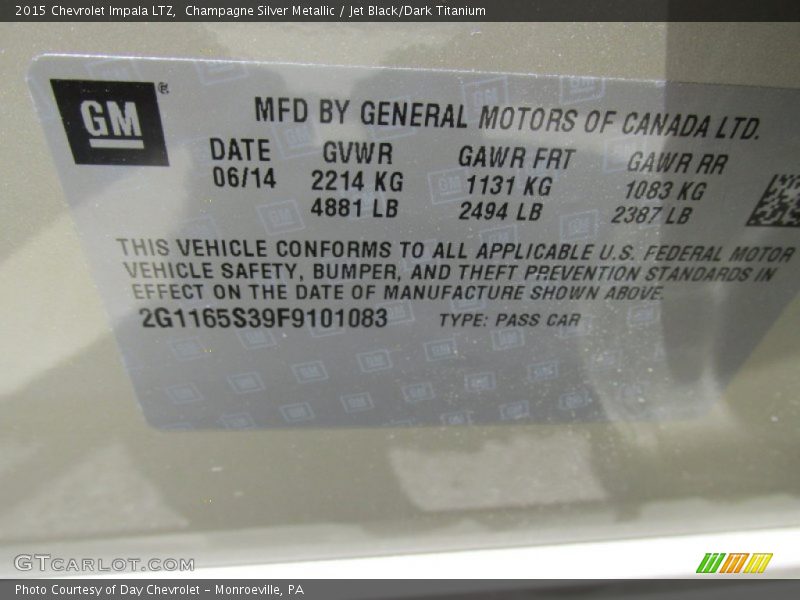 2015 Chevrolet Impala LTZ, Champagne Silver Metallic / Jet Black/Dark Titanium
GM ®
MFD BY GENERAL MOTORS OF CANADA LTD.
DATE GVWR GAWR FRT GAWR RR
06/14 2214 KG 1131 KG 1083 KG
4881 LB 2494 LB 2387 LB
THIS VEHICLE CONFORMS TO ALL APPLICABLE U.S. FEDERAL MOTOR
VEHICLE SAFETY, BUMPER, AND THEFT PREVENTION STANDARDS IN
EFFECT ON THE DATE OF MANUFACTURE SHOWN ABOVE.
2G1165S39F9101083 TYPE: PASS CAR
GTCARLOT.COM
Photo Courtesy of Day Chevrolet – Monroeville, PA